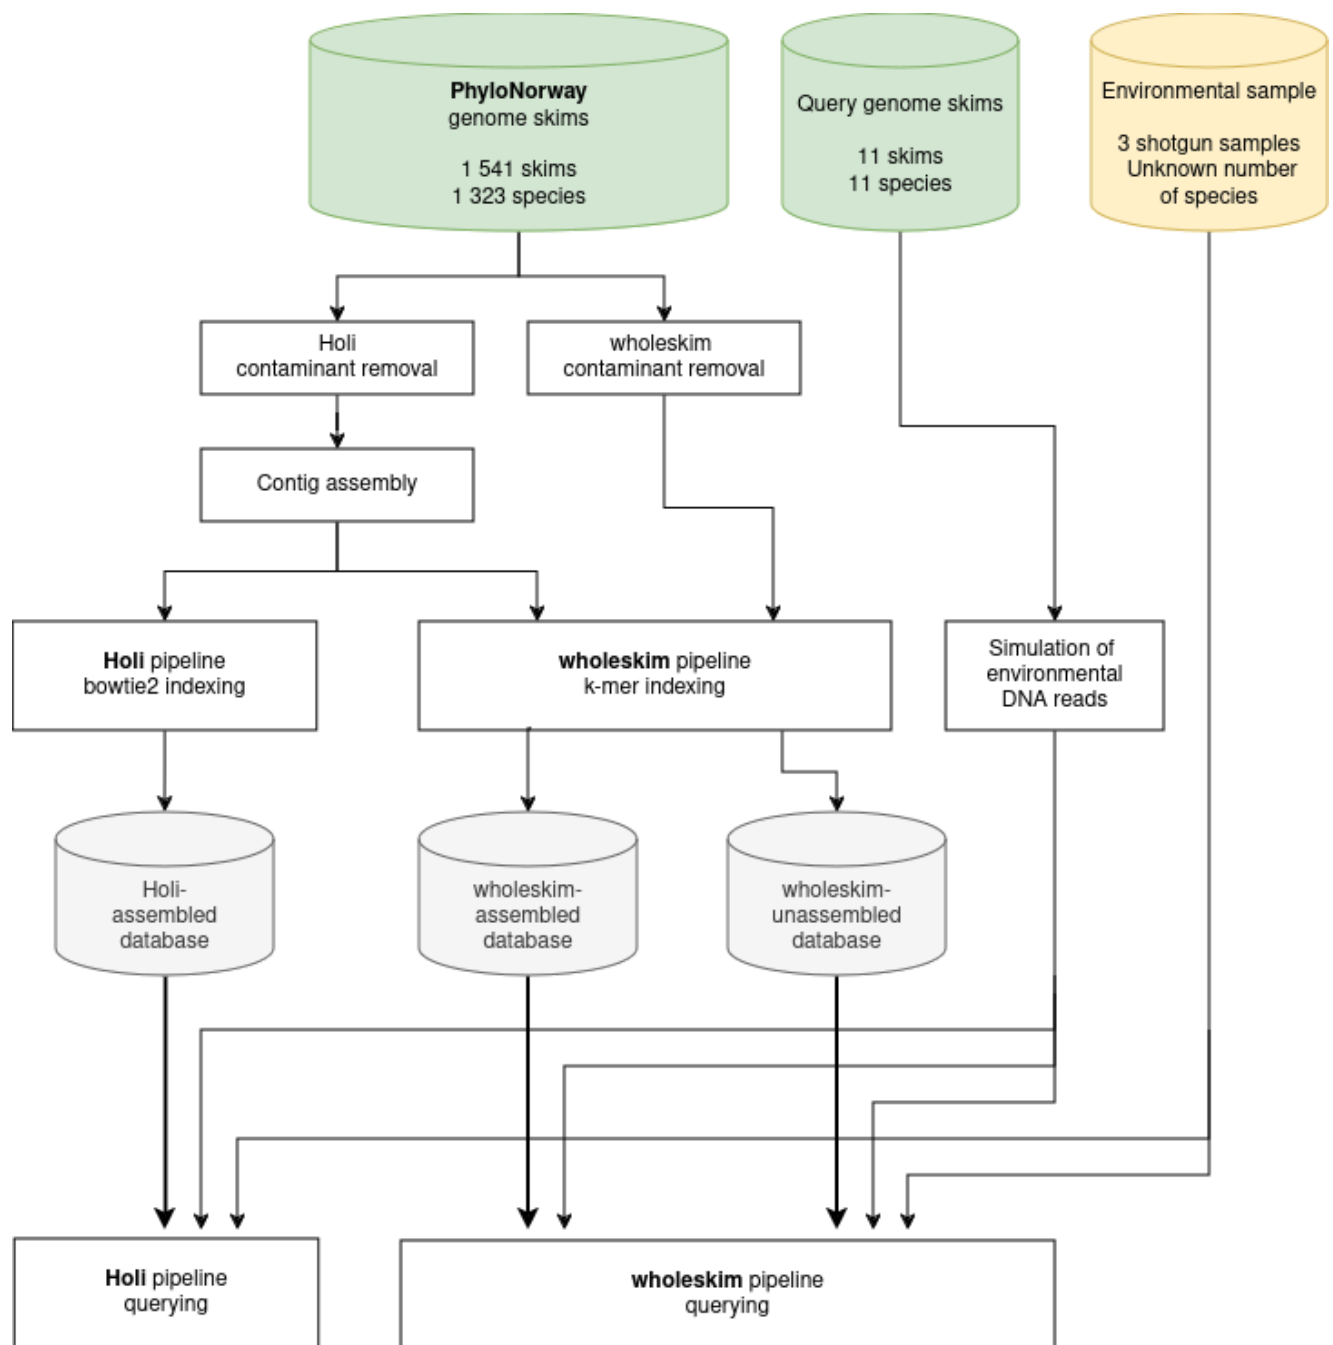 PhyloNorway
genome skims
1 541 skims
1 323 species
Query genome skims
11 skims
11 species
Environmental sample
3 shotgun samples
Unknown number
of species
Holi
contaminant removal
wholeskim
contaminant removal
Contig assembly
Holi pipeline
bowtie2 indexing
wholeskim pipeline
k-mer indexing
Simulation of
environmental
DNA reads
Holi-
assembled
database
wholeskim-
assembled
database
wholeskim-
unassembled
database
Holi pipeline
querying
wholeskim pipeline
querying